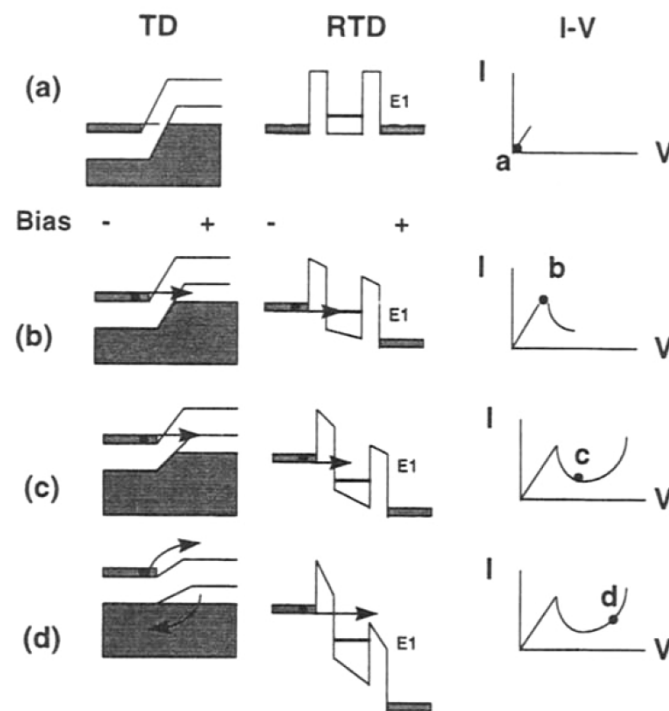 TD RTD I-V
(a) E1 I a V
Bias - + - +
(b) E1 I b V
(c) E1 I c V
(d) E1 I d V